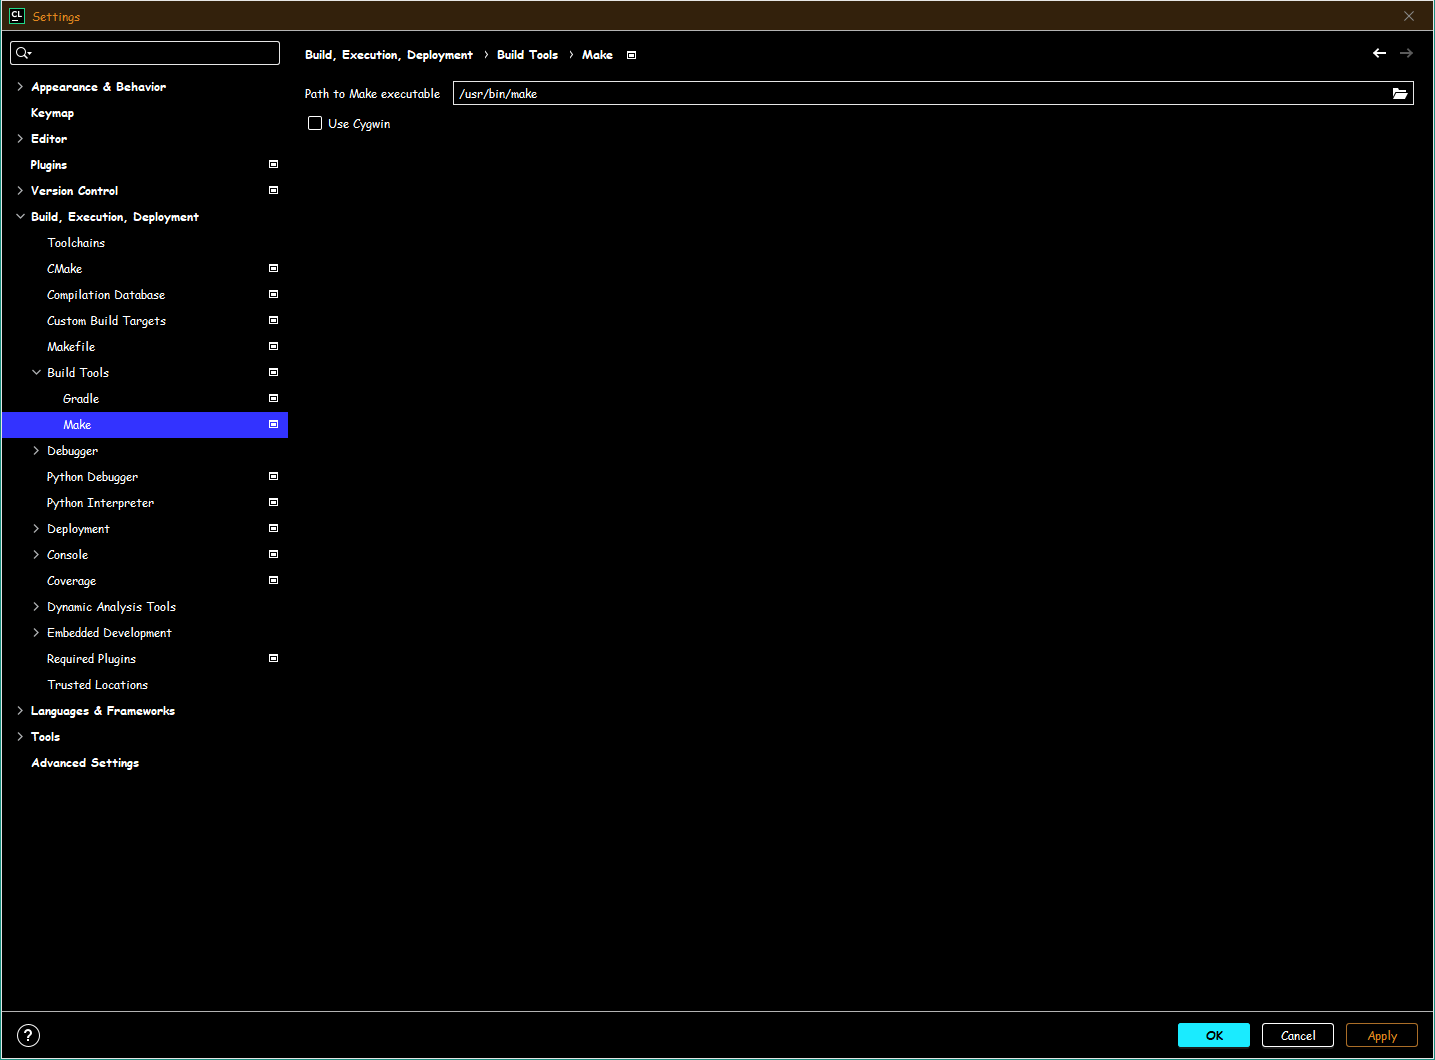 CL Settings
Build, Execution, Deployment › Build Tools › Make
Appearance & Behavior
Path to Make executable /usr/bin/make
Keymap
Use Cygwin
Editor
Plugins
Version Control
Build, Execution, Deployment
Toolchains
CMake
Compilation Database
Custom Build Targets
Makefile
Build Tools
Gradle
Make
Debugger
Python Debugger
Python Interpreter
Deployment
Console
Coverage
Dynamic Analysis Tools
Embedded Development
Required Plugins
Trusted Locations
Languages & Frameworks
Tools
Advanced Settings
? OK Cancel Apply